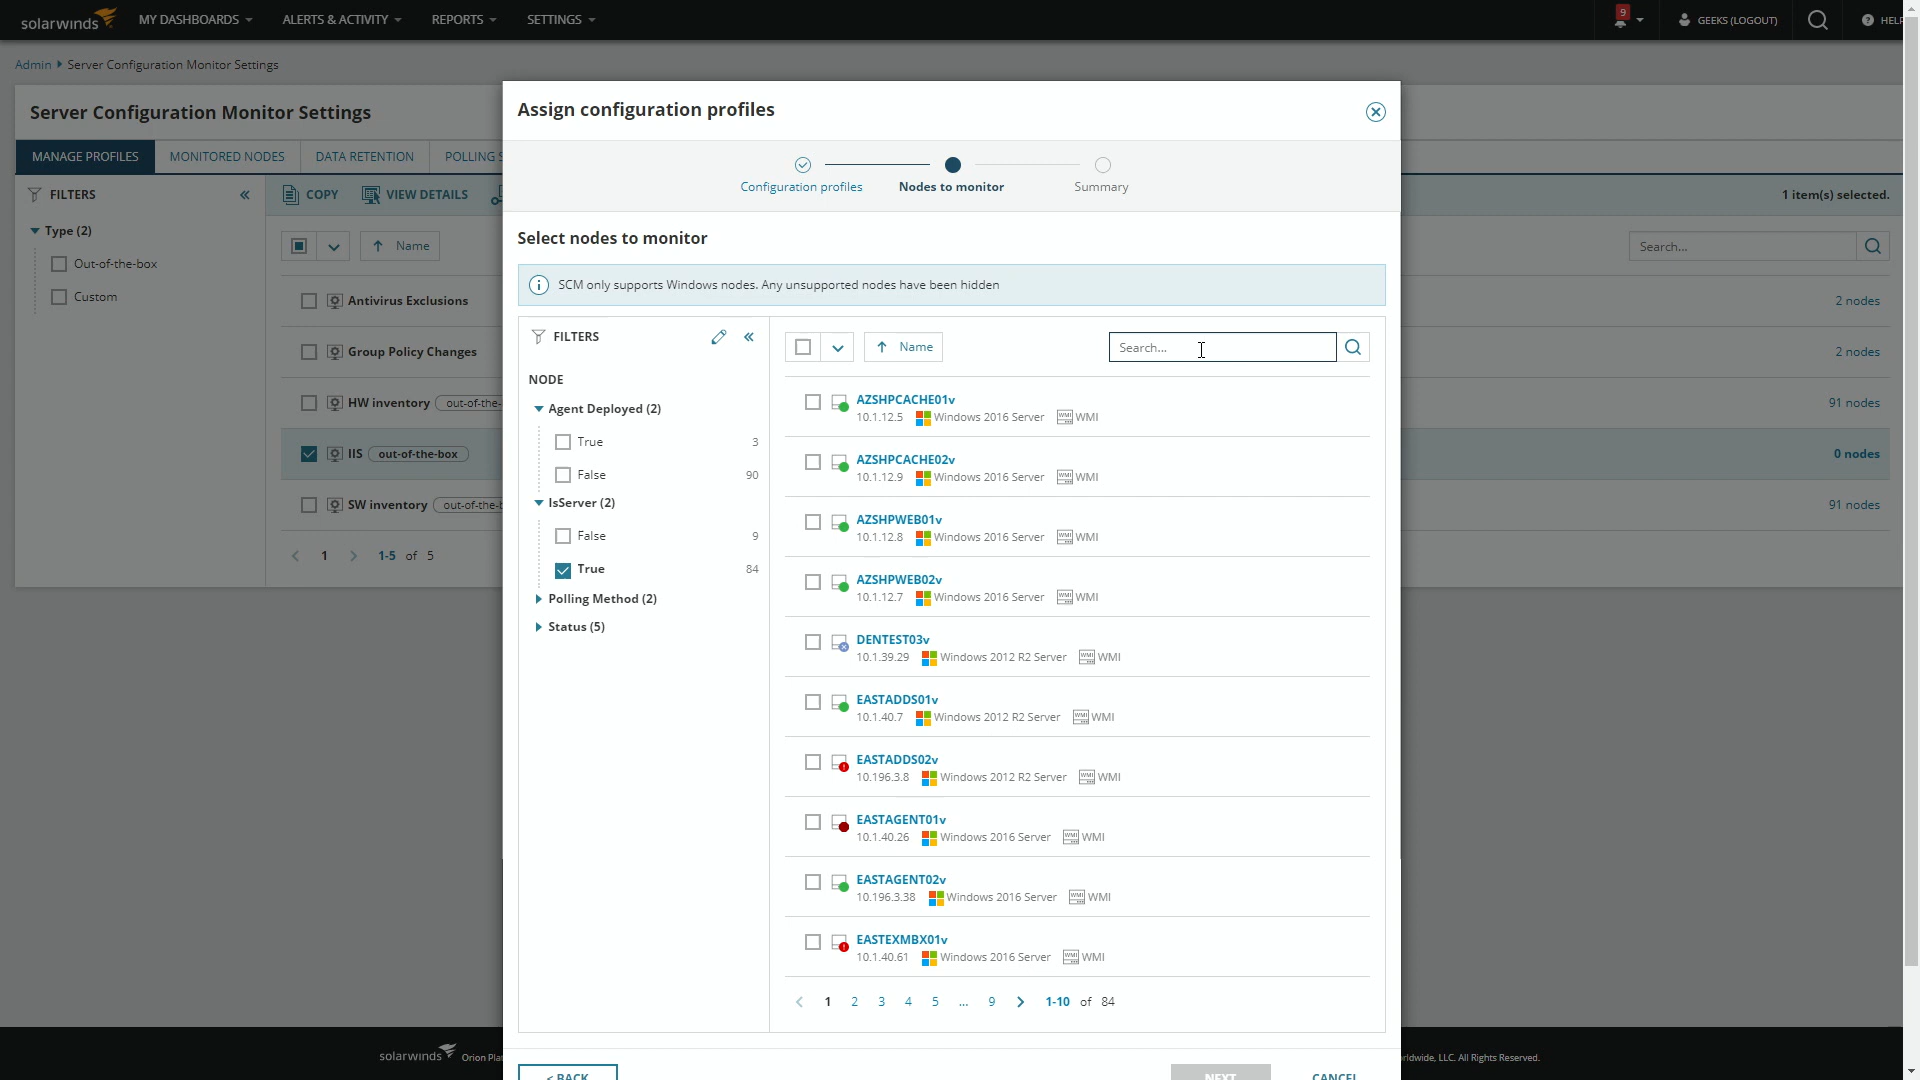 solarwinds MY DASHBOARDS ALERTS & ACTIVITY REPORTS SETTINGS 9 GEEKS (LOGOUT)
Admin Server Configuration Monitor Settings
Server Configuration Monitor Settings
MANAGE PROFILES MONITORED NODES DATA RETENTION
FILTERS COPY VIEW DETAILS 1 item(s) selected.
Type (2)
Out-of-the-box
Custom
Name Search...
Antivirus Exclusions 2 nodes
Group Policy Changes 2 nodes
HW inventory 91 nodes
IIS out-of-the-box 0 nodes
SW inventory 91 nodes
1 1-5 of 5
Assign configuration profiles
Configuration profiles Nodes to monitor Summary
Select nodes to monitor
SCM only supports Windows nodes. Any unsupported nodes have been hidden
FILTERS
NODE
Agent Deployed (2)
True 3
False 90
IsServer (2)
False 9
True 84
Polling Method (2)
Status (5)
Name Search...
AZSHPCACHE01v
10.1.12.5 Windows 2016 Server WMI
AZSHPCACHE02v
10.1.12.9 Windows 2016 Server WMI
AZSHPWEB01v
10.1.12.8 Windows 2016 Server WMI
AZSHPWEB02v
10.1.12.7 Windows 2016 Server WMI
DENTEST03v
10.1.39.29 Windows 2012 R2 Server WMI
EASTADDS01v
10.1.40.7 Windows 2012 R2 Server WMI
EASTADDS02v
10.196.3.8 Windows 2012 R2 Server WMI
EASTAGENT01v
10.1.40.26 Windows 2016 Server WMI
EASTAGENT02v
10.196.3.38 Windows 2016 Server WMI
EASTEXMBX01v
10.1.40.61 Windows 2016 Server WMI
1 2 3 4 5 ... 9 1-10 of 84
< BACK NEXT CANCEL
solarwinds Orion LLC. All Rights Reserved.